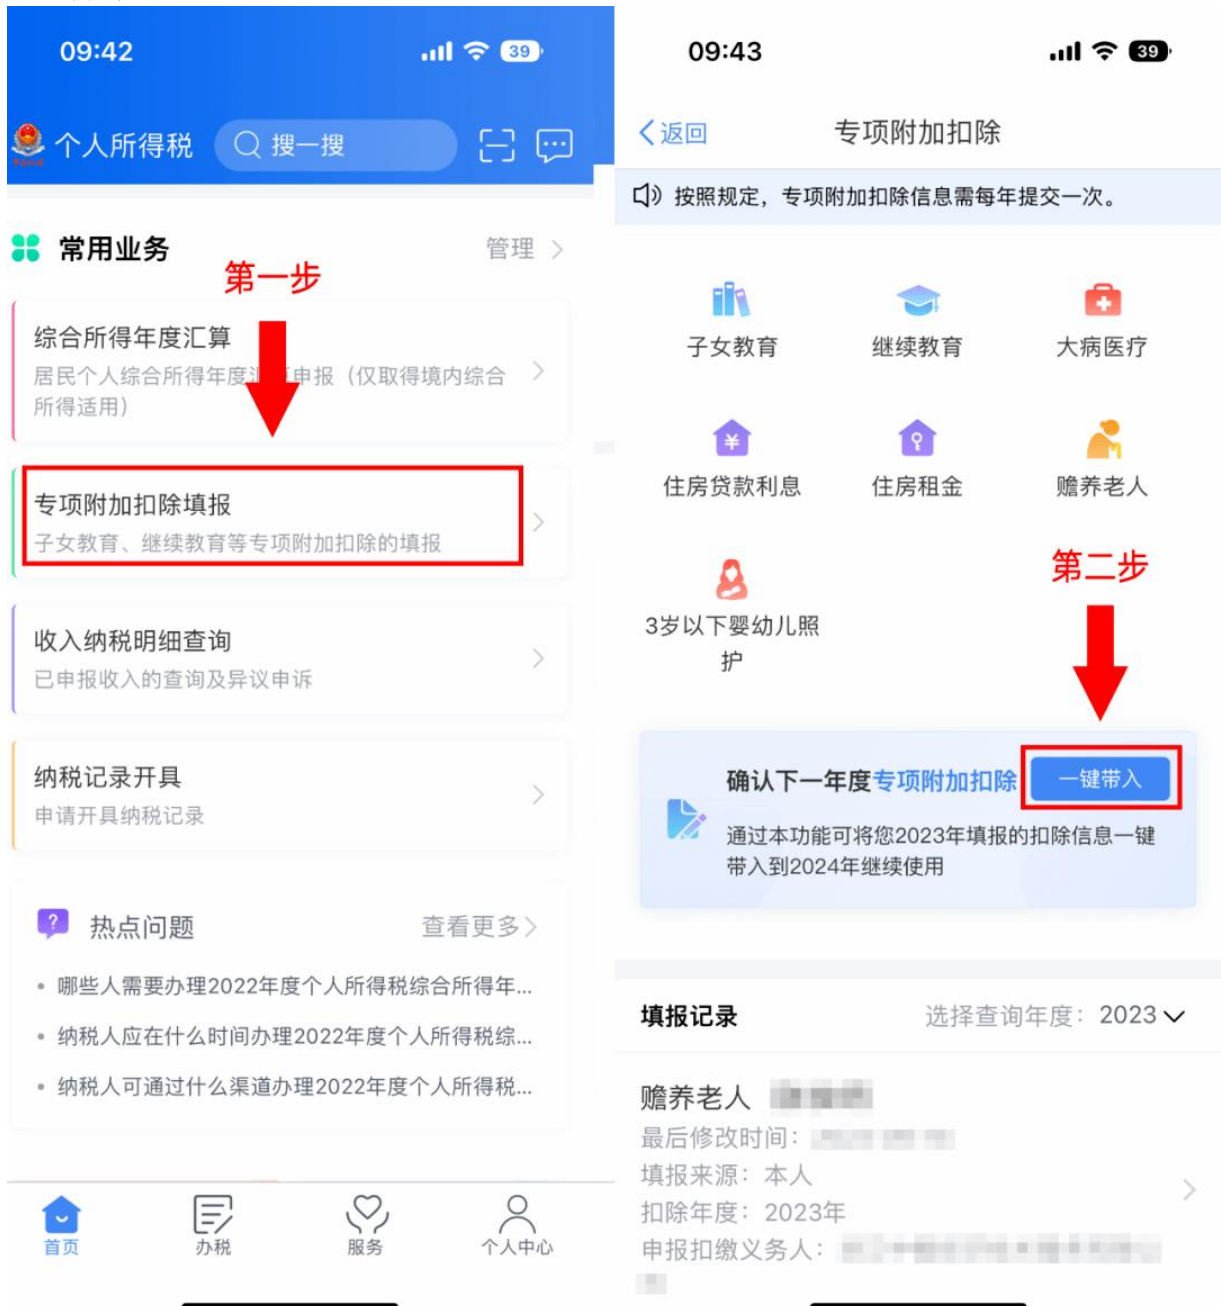 09:42
39
个人所得税
搜一搜
常用业务
管理
第一步
综合所得年度汇算
居民个人综合所得年度汇算申报（仅取得境内综合
所得适用）
专项附加扣除填报
子女教育、继续教育等专项附加扣除的填报
收入纳税明细查询
已申报收入的查询及异议申诉
纳税记录开具
申请开具纳税记录
热点问题
查看更多
哪些人需要办理2022年度个人所得税综合所得年...
纳税人应在什么时间办理2022年度个人所得税综...
纳税人可通过什么渠道办理2022年度个人所得税...
首页
办税
服务
个人中心
09:43
39
返回
专项附加扣除
按照规定，专项附加扣除信息需每年提交一次。
子女教育
继续教育
大病医疗
住房贷款利息
住房租金
赡养老人
第二步
3岁以下婴幼儿照
护
确认下一年度专项附加扣除
一键带入
通过本功能可将您2023年填报的扣除信息一键
带入到2024年继续使用
填报记录
选择查询年度：2023
赡养老人
最后修改时间：
填报来源：本人
扣除年度：2023年
申报扣缴义务人：